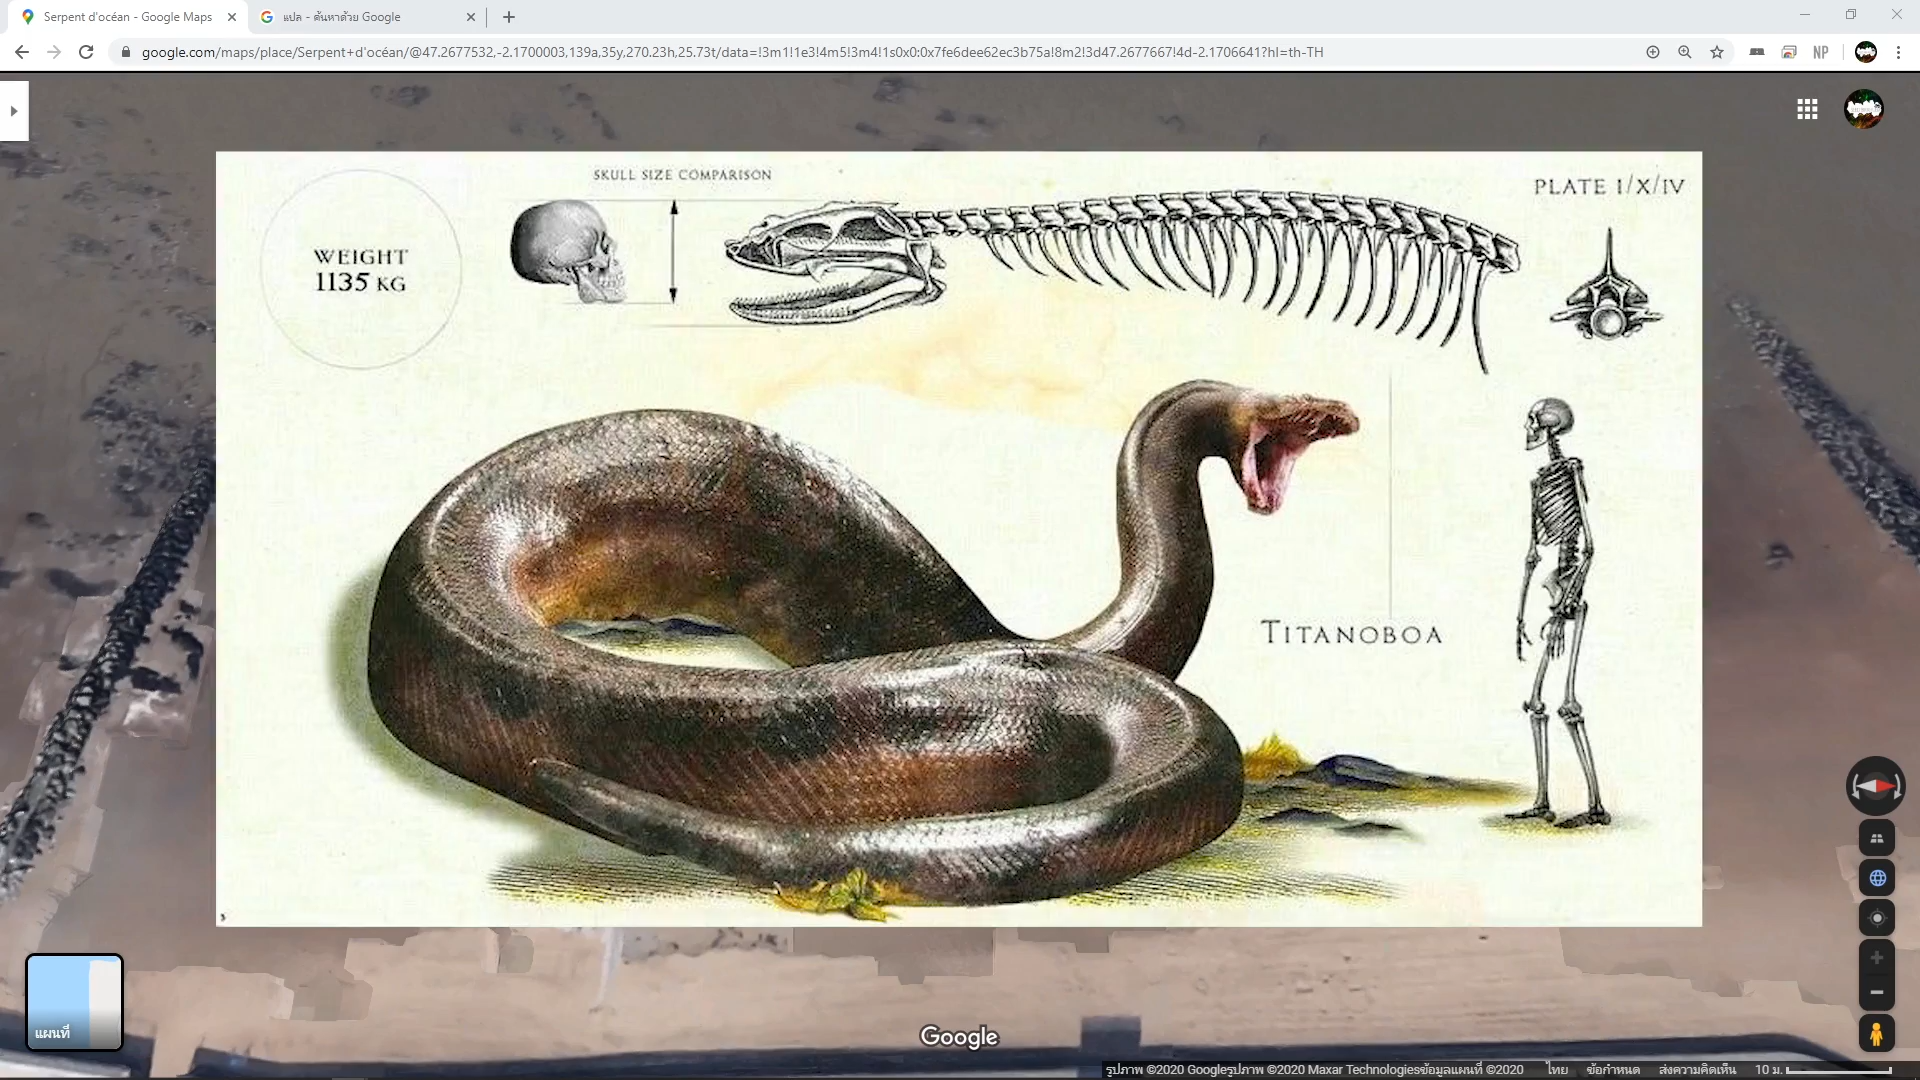 Serpent d'océan - Google Maps
แปล - ค้นหาด้วย Google
google.com/maps/place/Serpent+d'océan/@47.2677532,-2.1700003,139a,35y,270.23h,25.73t/data=!3m1!1e3!4m5!3m4!1s0x0:0x7fe6dee62ec3b75a!8m2!3d47.2677667!4d-2.1706641?hl=th-TH
NP
SKULL SIZE COMPARISON
PLATE I/X/IV
WEIGHT
1135 KG
TITANOBOA
แผนที่
Google
รูปภาพ ©2020 Googleรูปภาพ ©2020 Maxar Technologiesข้อมูลแผนที่ ©2020 ไทย ข้อกำหนด ส่งความคิดเห็น 10 ม.